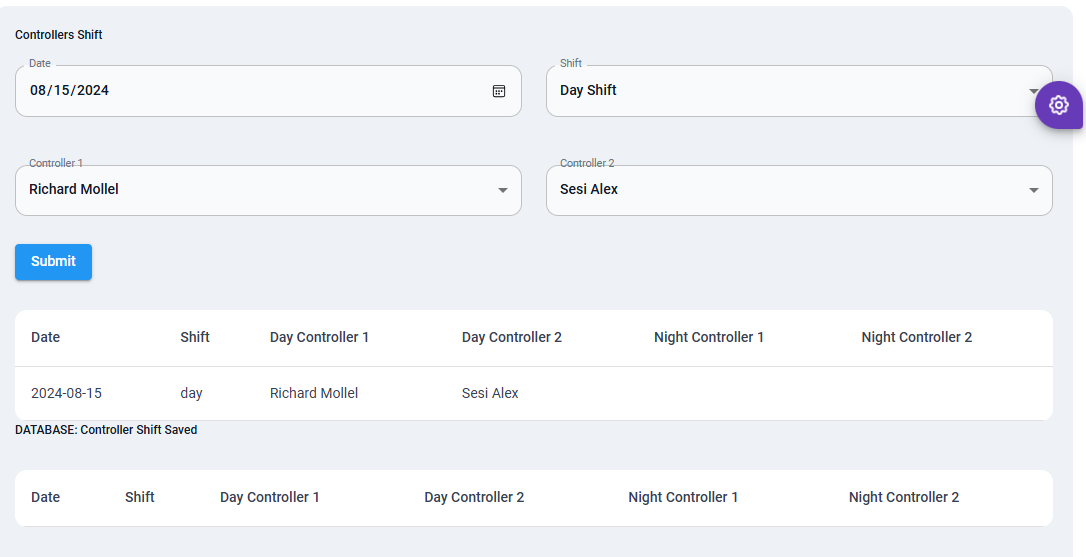 Controllers Shift
Date Shift
08/15/2024 Day Shift
Controller 1 Controller 2
Richard Mollel Sesi Alex
Submit
Date Shift Day Controller 1 Day Controller 2 Night Controller 1 Night Controller 2
2024-08-15 day Richard Mollel Sesi Alex
DATABASE: Controller Shift Saved
Date Shift Day Controller 1 Day Controller 2 Night Controller 1 Night Controller 2